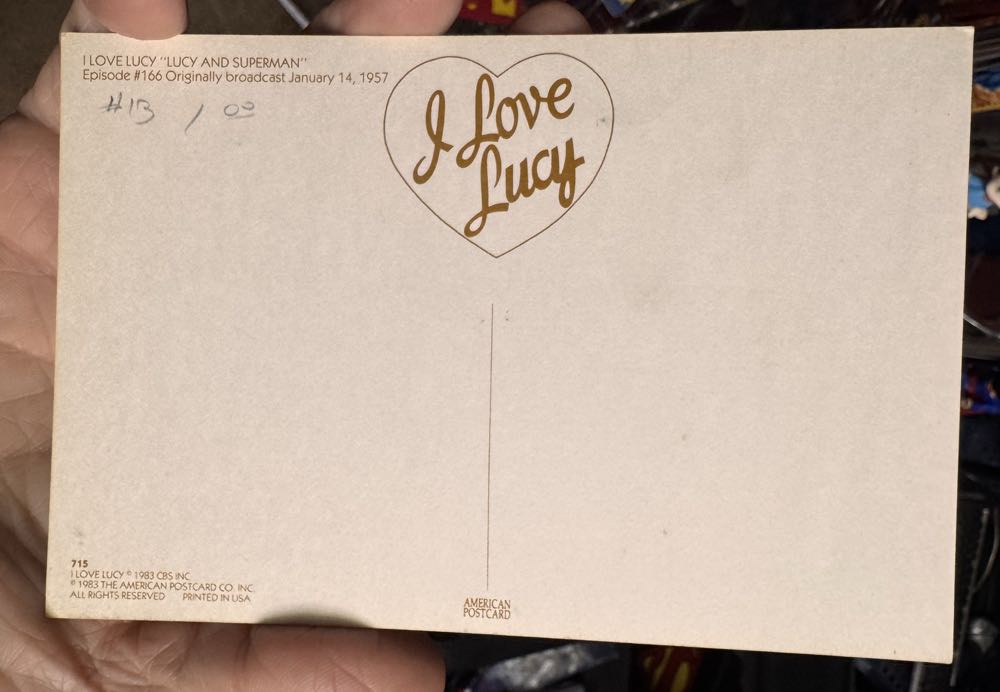 I LOVE LUCY "LUCY AND SUPERMAN"
Episode #166 Originally broadcast January 14, 1957
#13 1 00
I Love
Lucy
715
I LOVE LUCY © 1983 CBS INC
© 1983 THE AMERICAN POSTCARD CO. INC.
ALL RIGHTS RESERVED PRINTED IN USA
AMERICAN
POSTCARD